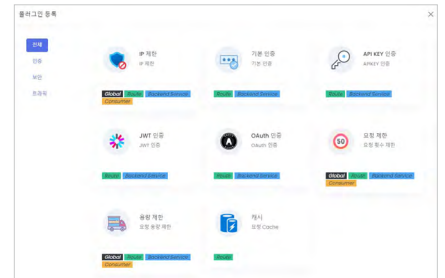 플러그인 등록
전체
인증
보안
트래픽
IP 제한
IP 제한
Global Route Backend Service
Consumer
기본 인증
기본 인증
Route Backend Service
API KEY 인증
APIKEY 인증
Route Backend Service
JWT 인증
JWT 인증
Route Backend Service
OAuth 인증
OAuth 인증
Route Backend Service
요청 제한
요청 횟수 제한
Global Route Backend Service
Consumer
용량 제한
요청 용량 제한
Global Route Backend Service
Consumer
캐시
요청 Cache
Route